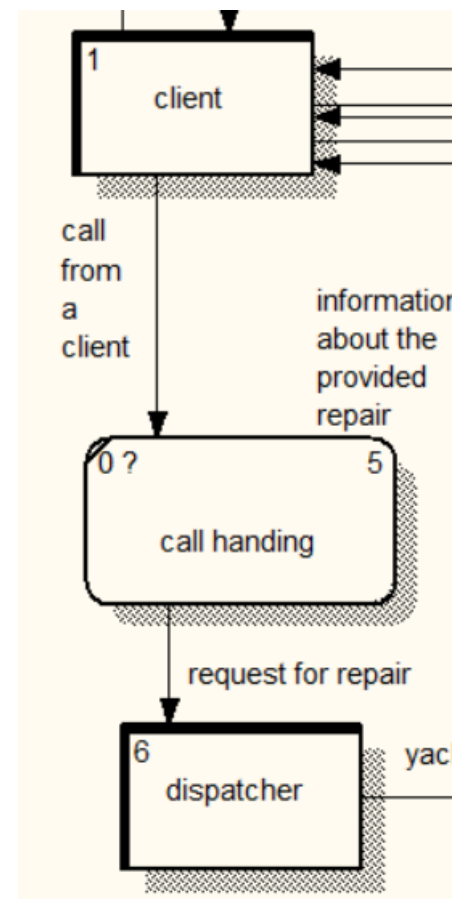 1
client
call
from
a
client
information
about the
provided
repair
0 ?
5
call handing
request for repair
6
dispatcher